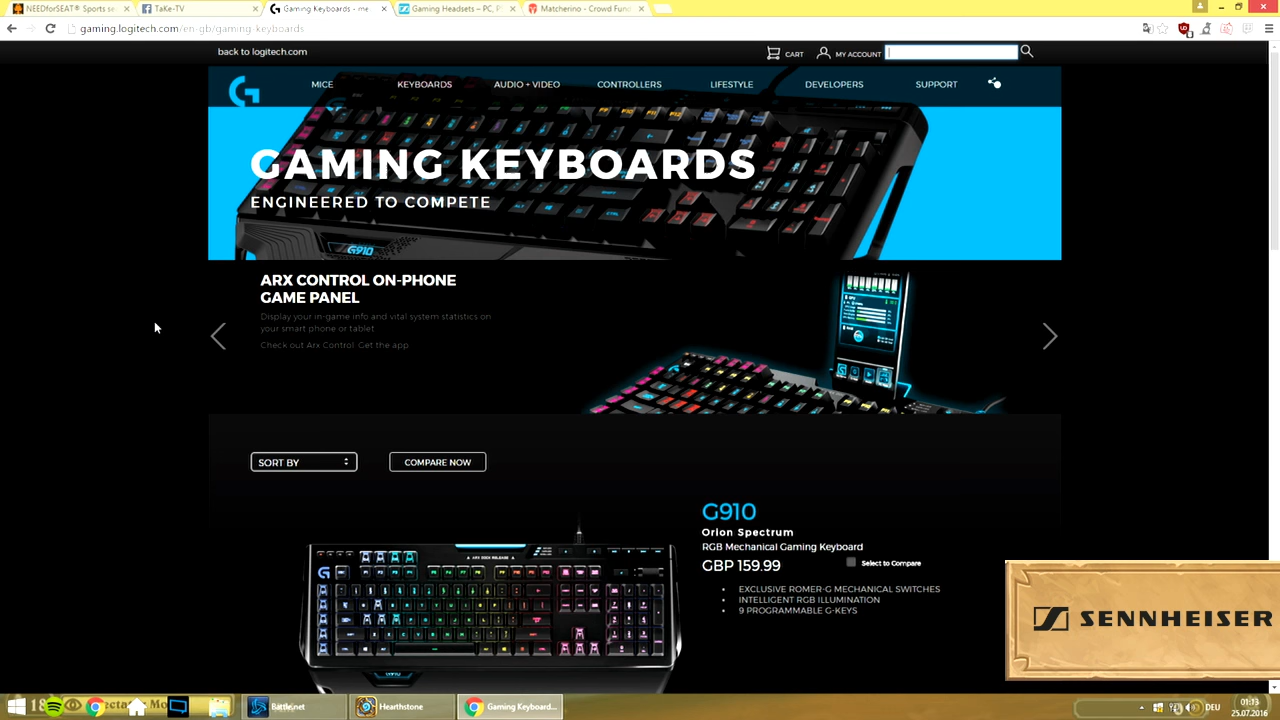 NEEDforSEAT® Sports se
TaKe-TV
Gaming Keyboards - me
Gaming Headsets – PC, P
Matcherino - Crowd Fund
gaming.logitech.com/en-gb/gaming-keyboards
back to logitech.com
CART
MY ACCOUNT
MICE
KEYBOARDS
AUDIO + VIDEO
CONTROLLERS
LIFESTYLE
DEVELOPERS
SUPPORT
GAMING KEYBOARDS
ENGINEERED TO COMPETE
G910
ARX CONTROL ON-PHONE
GAME PANEL
Display your in-game info and vital system statistics on
your smart phone or tablet
Check out Arx Control Get the app.
SORT BY
COMPARE NOW
G910
Orion Spectrum
RGB Mechanical Gaming Keyboard
GBP 159.99
Select to Compare
• EXCLUSIVE ROMER-G MECHANICAL SWITCHES
• INTELLIGENT RGB ILLUMINATION
• 9 PROGRAMMABLE G-KEYS
SENNHEISER
G910
Battle.net
Hearthstone
Gaming Keyboard...
DEU
01:13
25.07.2016